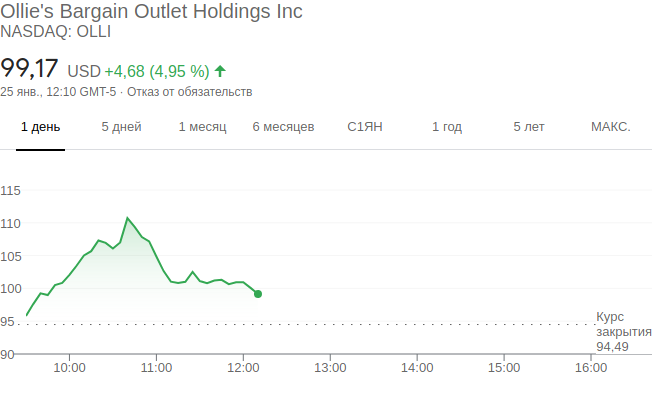 Ollie's Bargain Outlet Holdings Inc
NASDAQ: OLLI
99,17 USD +4,68 (4,95 %)
25 янв., 12:10 GMT-5 · Отказ от обязательств
1 день 5 дней 1 месяц 6 месяцев С1ЯН 1 год 5 лет МАКС.
115
110
105
100
95
90
Курс
закрытия
94,49
10:00 11:00 12:00 13:00 14:00 15:00 16:00